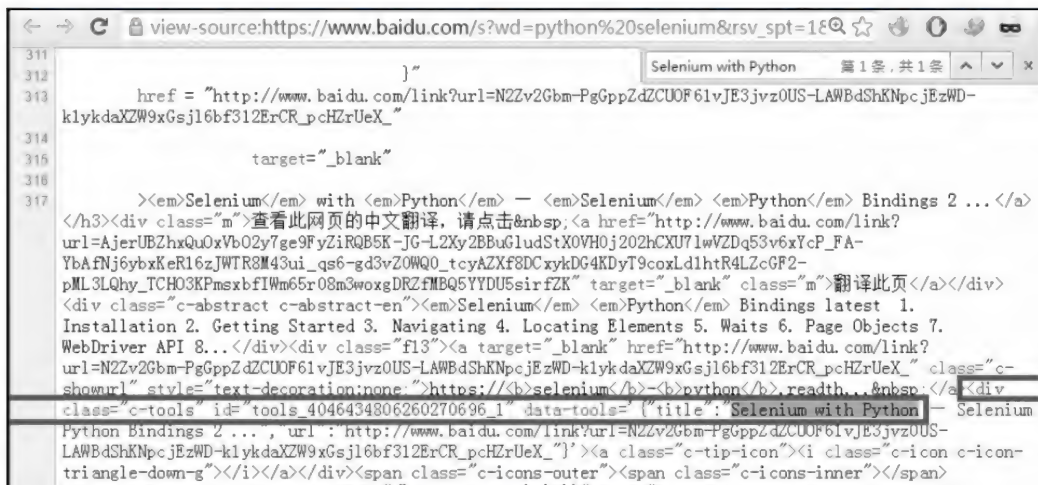 view-source:https://www.baidu.com/s?wd=python%20selenium&rsv_spt=18
Selenium with Python 第1条,共1条
311
312 }"
313 href = "http://www.baidu.com/link?url=N2Zv2Gbm-PgGppZdZCUOF61vJE3jvz0US-LAWBdShKNpcjEzWD-
k1ykdaXZW9xGsjl6bf312ErCR_pcHZrUeX_"
314
315 target="_blank"
316
317 ><em>Selenium</em> with <em>Python</em> — <em>Selenium</em> <em>Python</em> Bindings 2 ...</a>
</h3><div class="m">查看此网页的中文翻译，请点击&nbsp;<a href="http://www.baidu.com/link?
url=AjerUBZhxQuOxVbO2y7ge9FyZiRQB5K-JG-L2Xy2BBuGludStX0VH0j202hCXU7lwVZDq53v6xYcP_FA-
YbAfNj6ybxKeR16zJWTR8M43ui_qs6-gd3vZ0WQ0_tcyAZXf8DCxykDG4KDyT9coxLd1htR4LZcGF2-
pML3LQhy_TCHO3KPmsxbfIWm65r08m3woxgDRZfMBQ5YYDU5sirfZK" target="_blank" class="m">翻译此页</a></div>
<div class="c-abstract c-abstract-en"><em>Selenium</em> <em>Python</em> Bindings latest 1.
Installation 2. Getting Started 3. Navigating 4. Locating Elements 5. Waits 6. Page Objects 7.
WebDriver API 8...</div><div class="f13"><a target="_blank" href="http://www.baidu.com/link?
url=N2Zv2Gbm-PgGppZdZCUOF61vJE3jvz0US-LAWBdShKNpcjEzWD-k1ykdaXZW9xGsjl6bf312ErCR_pcHZrUeX_" class="c-
showurl" style="text-decoration:none;">https://<b>selenium</b>-<b>python</b>.readth...&nbsp;</a><div
class="c-tools" id="tools_4046434806260270696_1" data-tools='{"title":"Selenium with Python — Selenium
Python Bindings 2 ...","url":"http://www.baidu.com/link?url=N2Zv2Gbm-PgGppZdZCUOF61vJE3jvz0US-
LAWBdShKNpcjEzWD-k1ykdaXZW9xGsjl6bf312ErCR_pcHZrUeX_"}'><a class="c-tip-icon"><i class="c-icon c-icon-
triangle-down-g"></i></a></div><span class="c-icons-outer"><span class="c-icons-inner"></span>